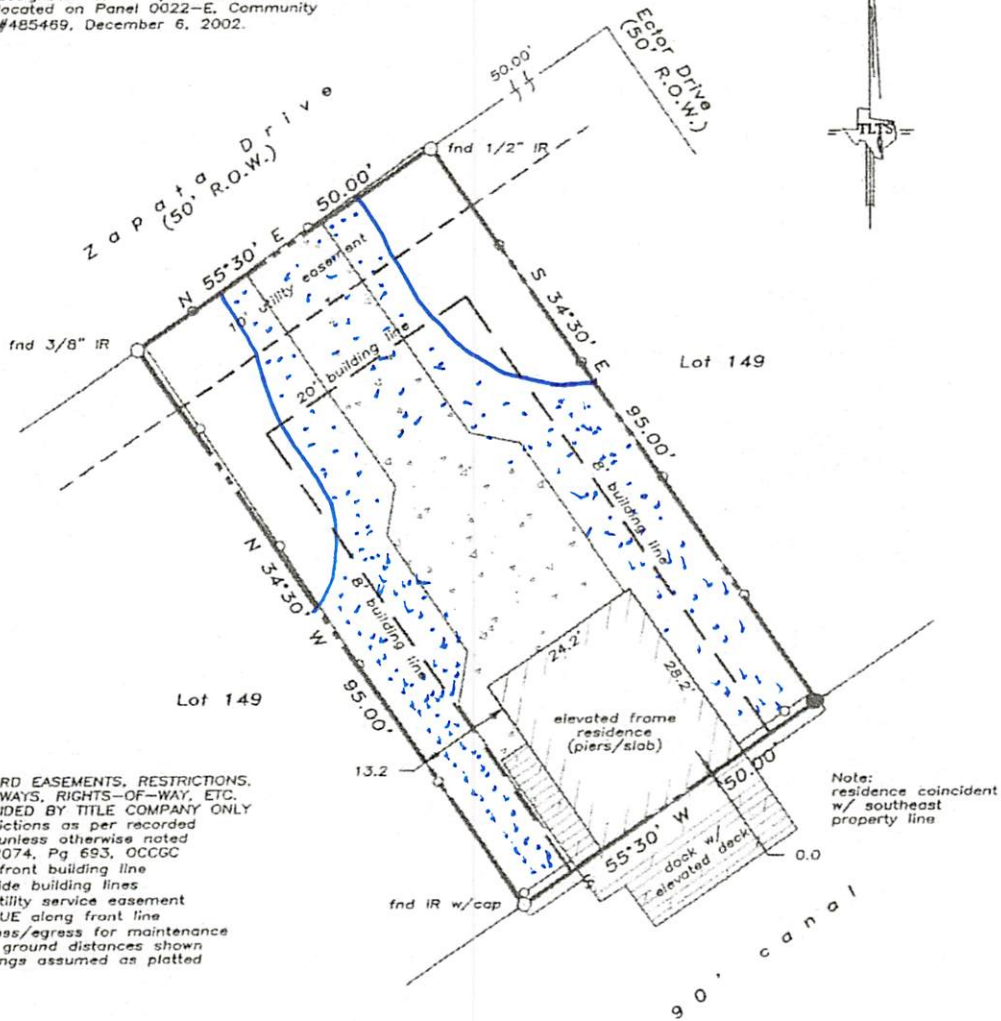 located on Panel 0022-E, Community
#485469, December 6, 2002.
Ector Drive
(50' R.O.W.)
50.00'
TLTS
Zapata Drive
(50' R.O.W.)
fnd 1/2" IR
N 55°30' E 50.00'
10' utility easement
20' building line
fnd 3/8" IR
S 34°30' E 95.00'
Lot 149
8' building line
N 34°30' W 95.00'
8' building line
Lot 149
24.2'
28.2'
elevated frame
residence
(piers/slab)
13.2
S 55°30' W 50.00'
Note:
residence coincident
w/ southeast
property line
0.0
dock w/
elevated deck
fnd IR w/cap
90' canal
RD EASEMENTS, RESTRICTIONS,
WAYS, RIGHTS-OF-WAY, ETC.
IDED BY TITLE COMPANY ONLY
ictions as per recorded
unless otherwise noted
2074, Pg 693, OCCGC
front building line
ide building lines
tility service easement
UE along front line
ess/egress for maintenance
ground distances shown
ngs assumed as platted